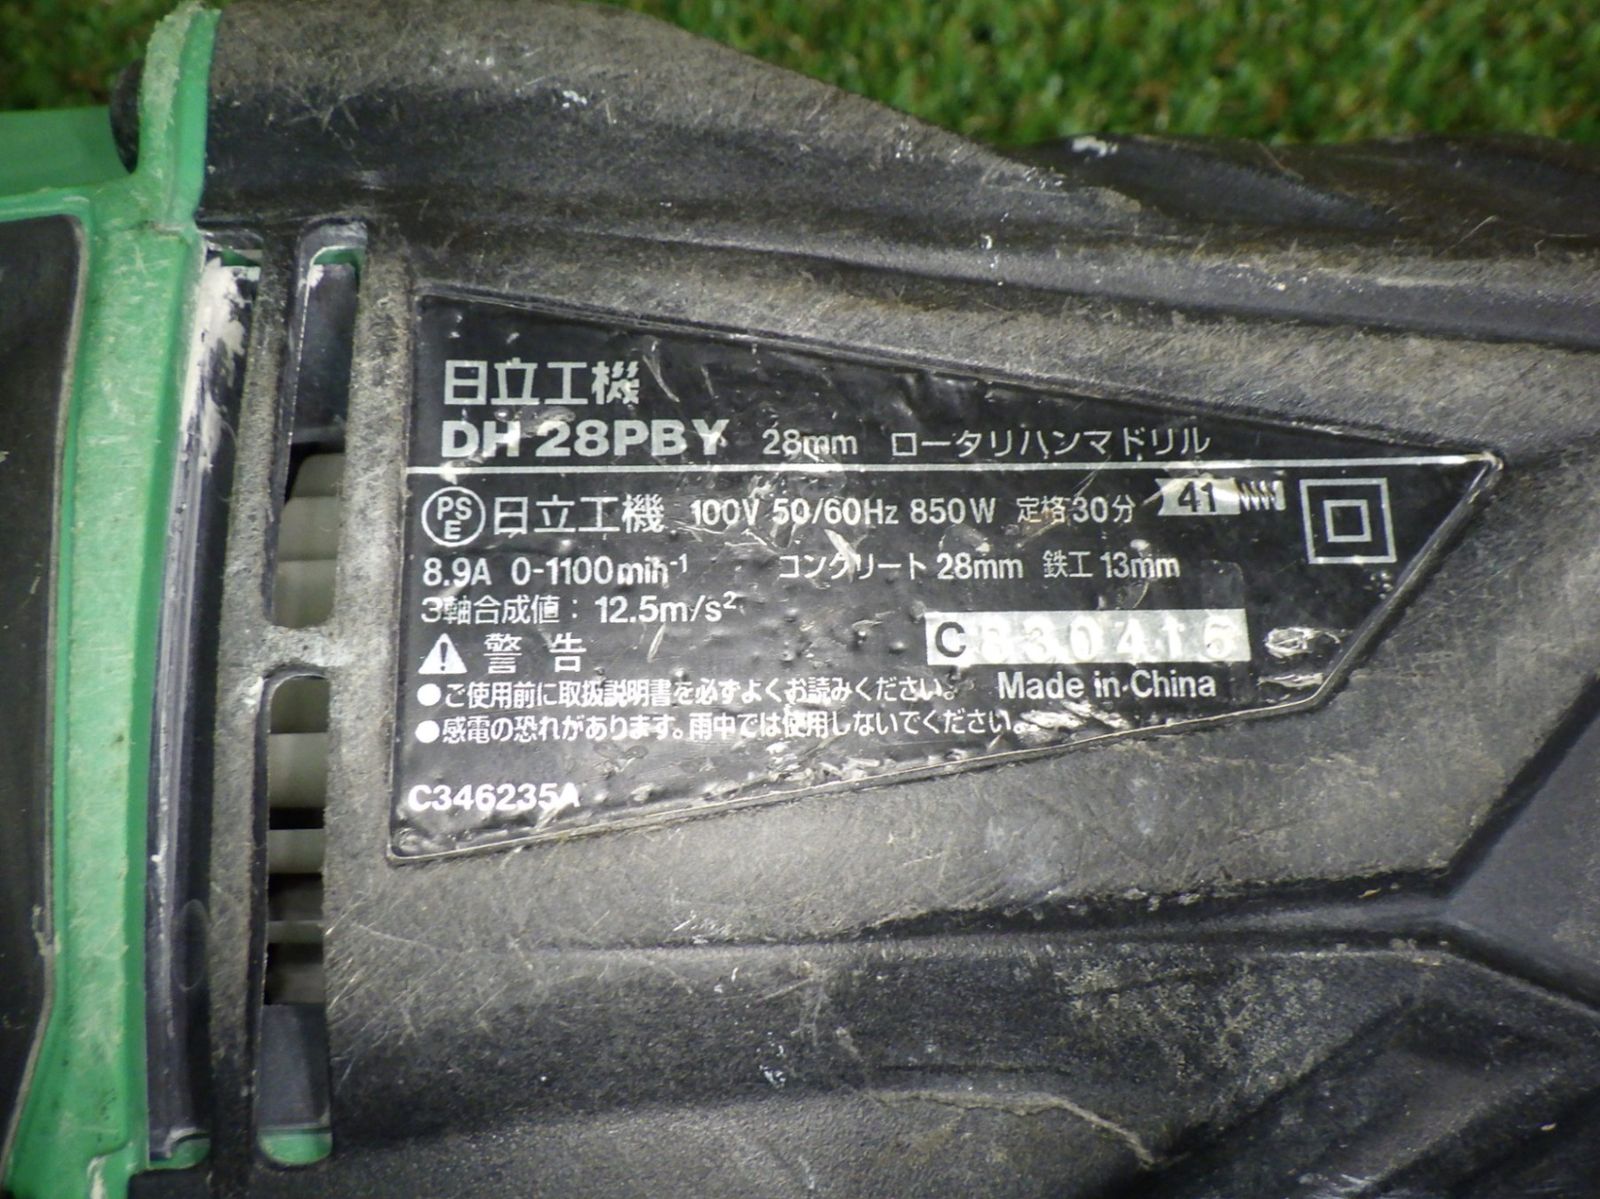 日立工機
DH 28PBY 28mm ロータリハンマドリル
PSE 日立工機 100V 50/60Hz 850W 定格30分 41
8.9A 0-1100min-1 コンクリート 28mm 鉄工 13mm
3軸合成値：12.5m/s²
C830415
警告
●ご使用前に取扱説明書を必ずよくお読みください。 Made in China
●感電の恐れがあります。雨中では使用しないでください。
C346235A